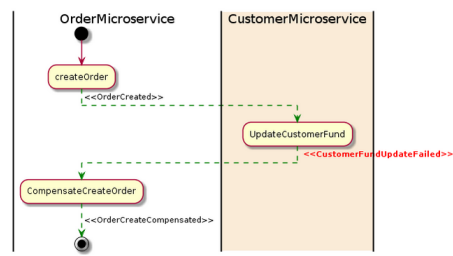 OrderMicroservice
CustomerMicroservice
createOrder
<<OrderCreated>>
UpdateCustomerFund
<<CustomerFundUpdateFailed>>
CompensateCreateOrder
<<OrderCreateCompensated>>